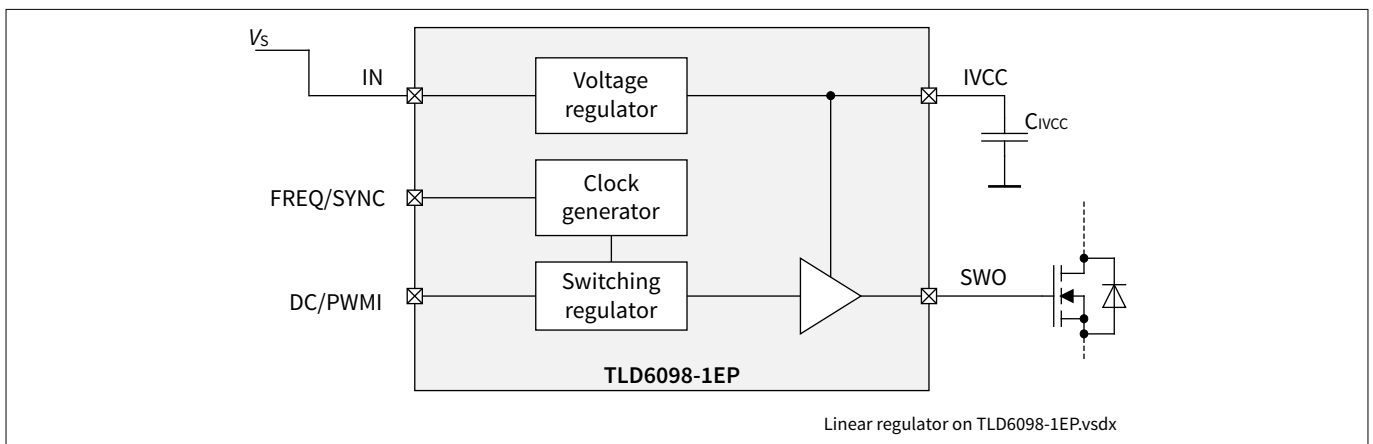 VS
IN
Voltage
regulator
IVCC
CIVCC
FREQ/SYNC
Clock
generator
DC/PWMI
Switching
regulator
SWO
TLD6098-1EP
Linear regulator on TLD6098-1EP.vsdx